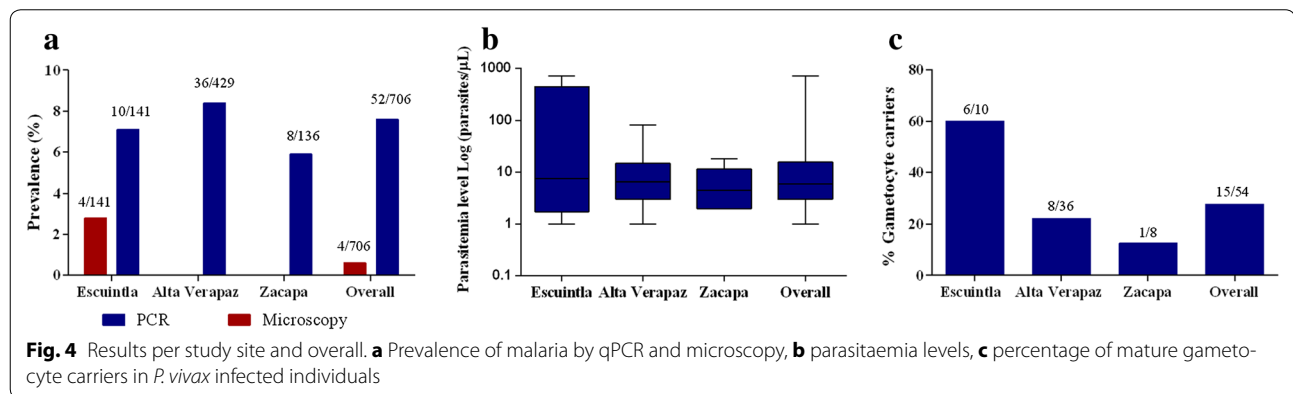 a
Prevalence (%)
10
8
6
4
2
0
4/141
10/141
36/429
8/136
4/706
52/706
Escuintla Alta Verapaz Zacapa Overall
PCR Microscopy
b
Parasitemia level Log (parasites/µL)
1000
100
10
1
0.1
Escuintla Alta Verapaz Zacapa Overall
c
% Gametocyte carriers
80
60
40
20
0
6/10
8/36
1/8
15/54
Escuintla Alta Verapaz Zacapa Overall
Fig. 4 Results per study site and overall. a Prevalence of malaria by qPCR and microscopy, b parasitaemia levels, c percentage of mature gameto-
cyte carriers in P. vivax infected individuals